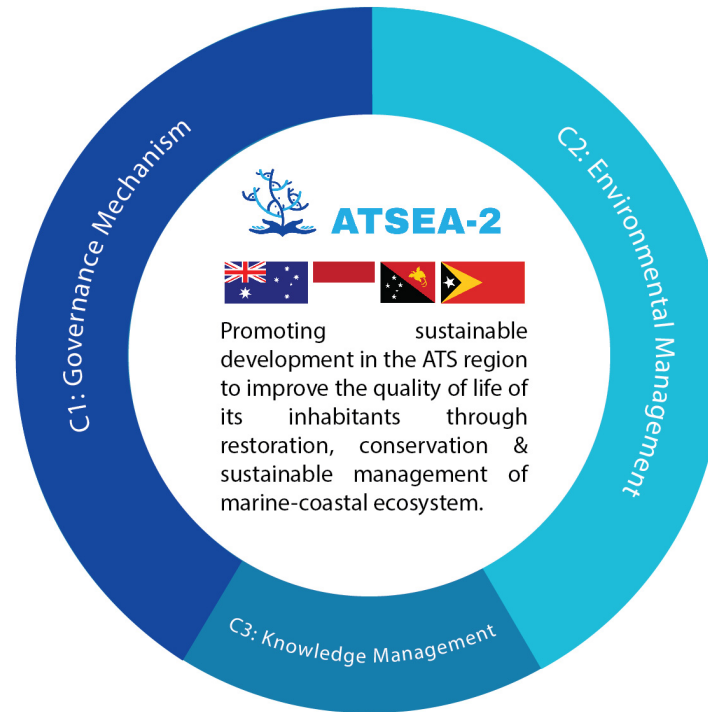 C1: Governance Mechanism
C2: Environmental Management
ATSEA-2
Promoting sustainable
development in the ATS region
to improve the quality of life of
its inhabitants through
restoration, conservation &
sustainable management of
marine-coastal ecosystem.
C3: Knowledge Management